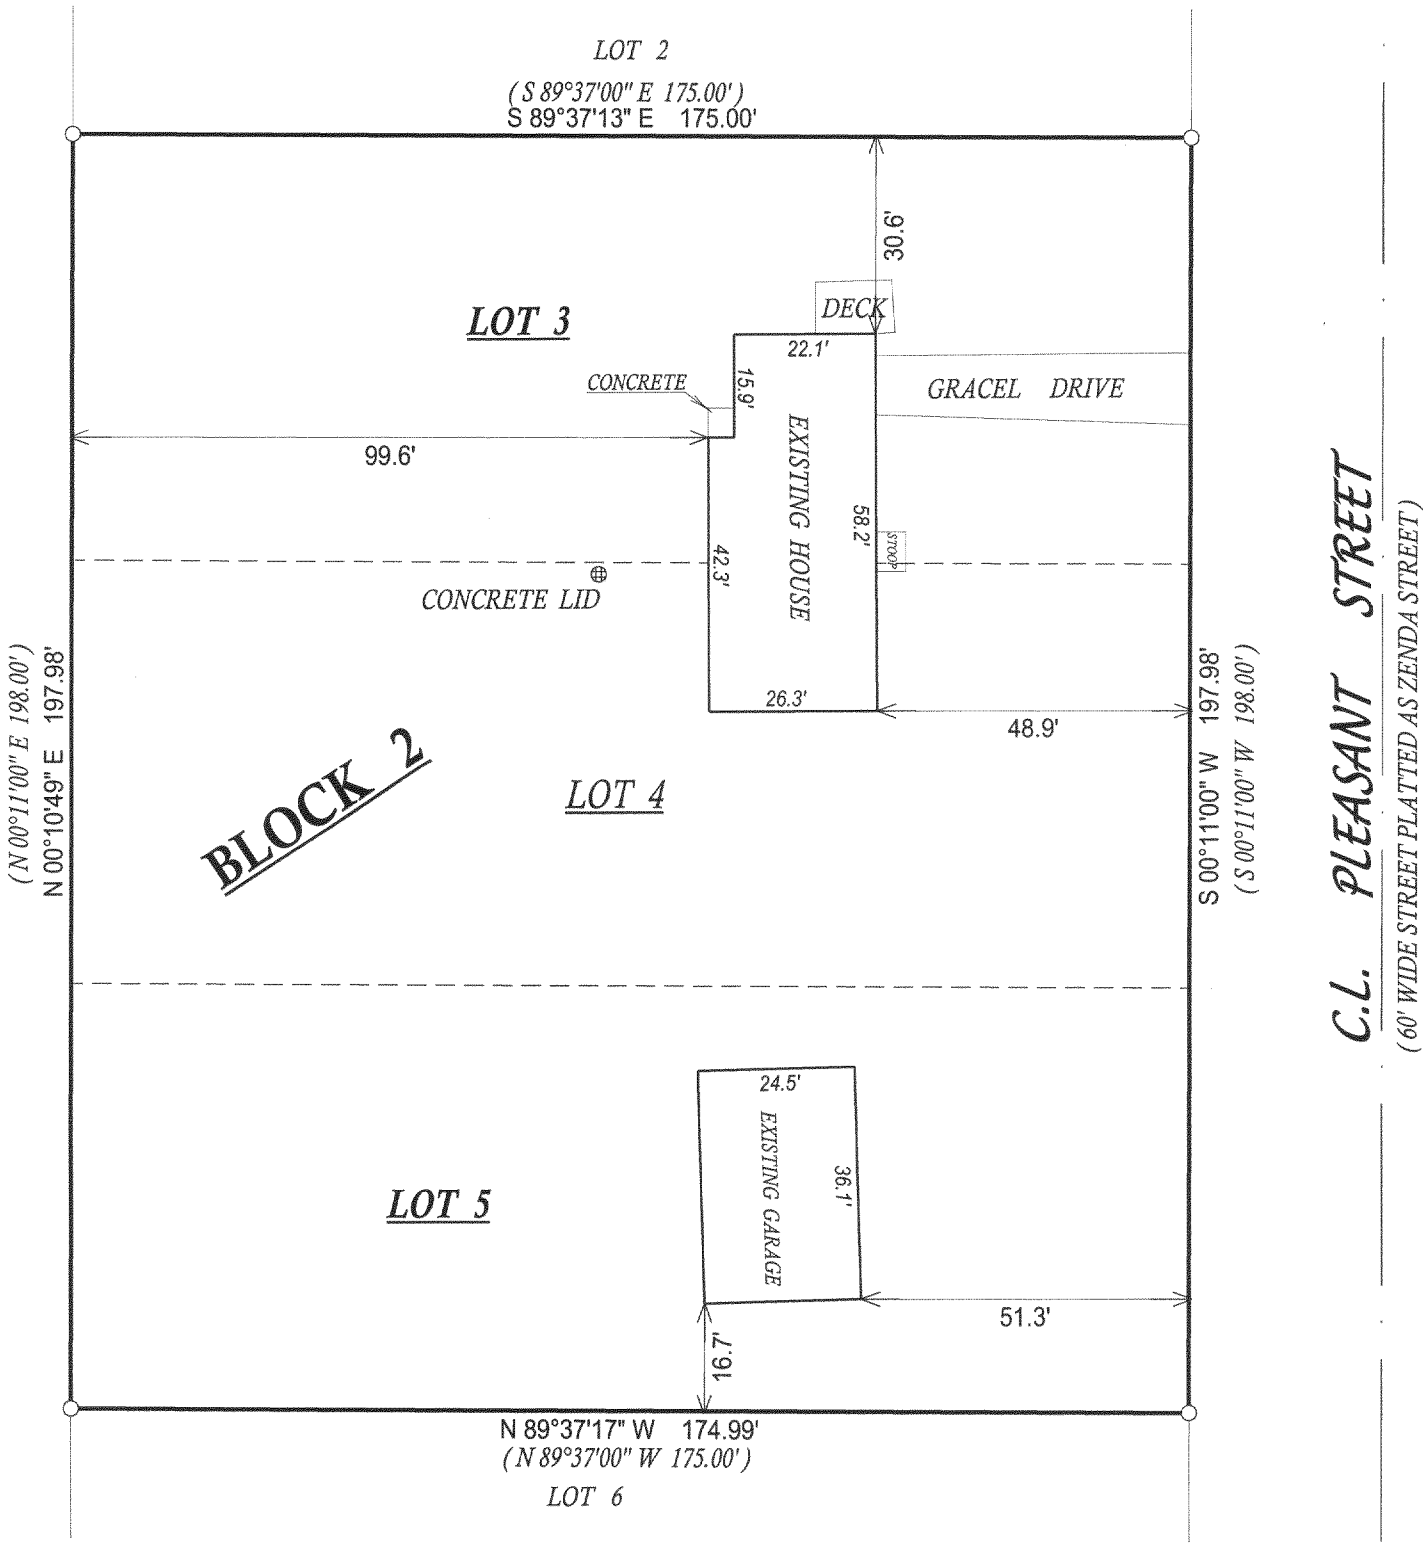 LOT 2
( S 89°37'00" E 175.00' )
S 89°37'13" E 175.00'
30.6'
DECK
LOT 3
22.1'
15.9'
CONCRETE
GRACEL DRIVE
EXISTING HOUSE
99.6'
58.2'
STOOP
42.3'
CONCRETE LID
26.3'
48.9'
( N 00°11'00" E 198.00' )
N 00°10'49" E 197.98'
S 00°11'00" W 197.98'
( S 00°11'00" W 198.00' )
C.L. PLEASANT STREET
( 60' WIDE STREET PLATTED AS ZENDA STREET )
BLOCK 2
LOT 4
24.5'
EXISTING GARAGE
36.1'
LOT 5
51.3'
16.7'
N 89°37'17" W 174.99'
( N 89°37'00" W 175.00' )
LOT 6